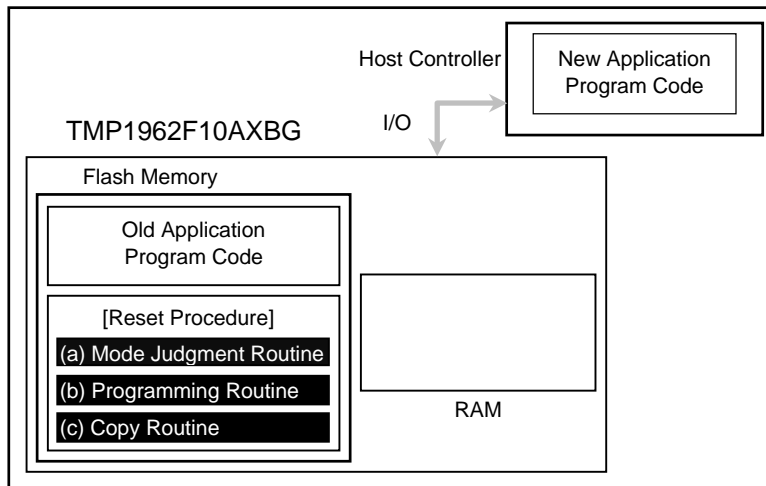 Host Controller
New Application
Program Code
I/O
TMP1962F10AXBG
Flash Memory
Old Application
Program Code
[Reset Procedure]
(a) Mode Judgment Routine
(b) Programming Routine
(c) Copy Routine
RAM